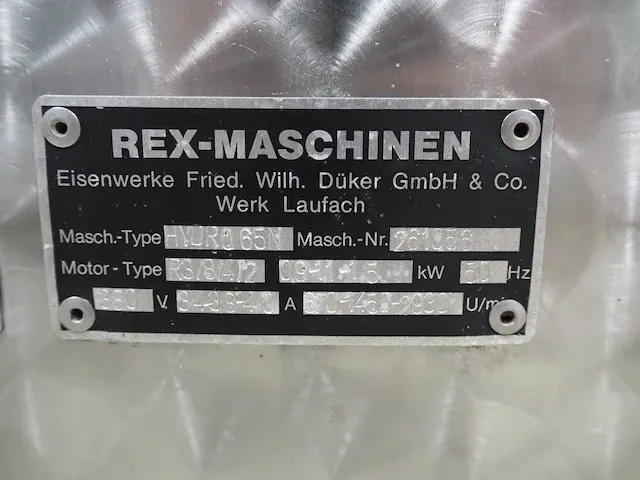 REX-MASCHINEN
Eisenwerke Fried. Wilh. Düker GmbH & Co.
Werk Laufach
Masch.-Type HYDRO 65N Masch.-Nr.
Motor - Type R3/8/4/2 kW 50 Hz
380 V. A U/mi